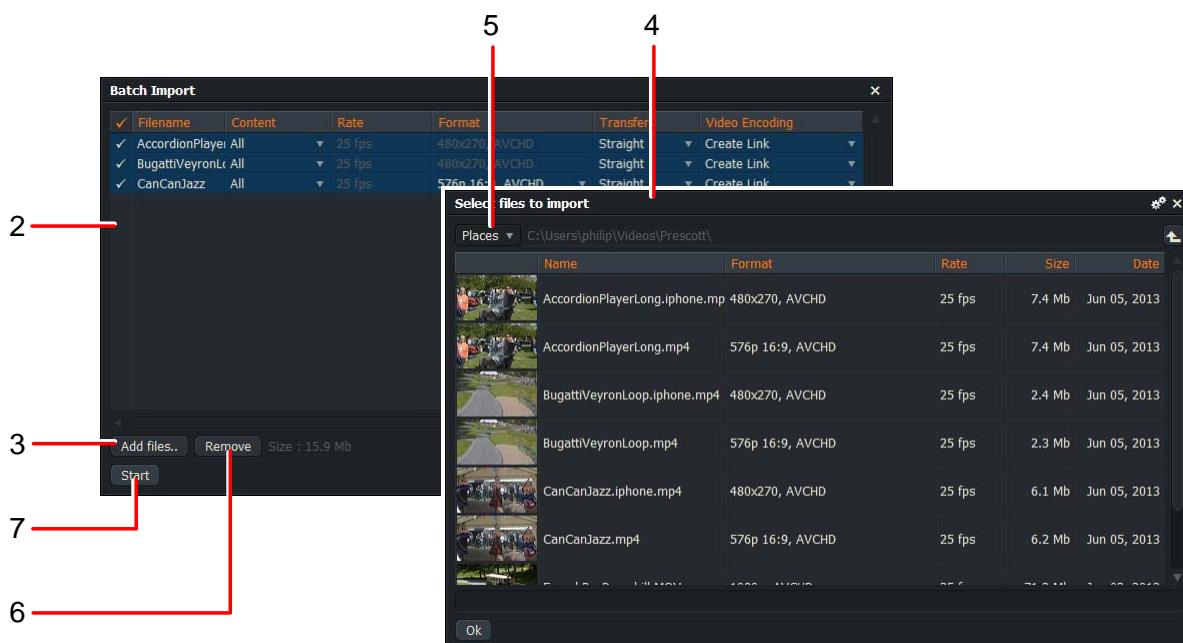 5 4
Batch Import ×
✓ Filename Content Rate Format Transfer Video Encoding
✓ AccordionPlayer All 25 fps 480x270, AVCHD Straight Create Link
✓ BugattiVeyronLo All 25 fps 480x270, AVCHD Straight Create Link
✓ CanCanJazz All 25 fps 576p 16:9, AVCHD Straight Create Link
2
Select files to import ×
Places C:\Users\philip\Videos\Prescott\
Name Format Rate Size Date
AccordionPlayerLong.iphone.mp 480x270, AVCHD 25 fps 7.4 Mb Jun 05, 2013
AccordionPlayerLong.mp4 576p 16:9, AVCHD 25 fps 7.4 Mb Jun 05, 2013
BugattiVeyronLoop.iphone.mp4 480x270, AVCHD 25 fps 2.4 Mb Jun 05, 2013
BugattiVeyronLoop.mp4 576p 16:9, AVCHD 25 fps 2.3 Mb Jun 05, 2013
CanCanJazz.iphone.mp4 480x270, AVCHD 25 fps 6.1 Mb Jun 05, 2013
CanCanJazz.mp4 576p 16:9, AVCHD 25 fps 6.2 Mb Jun 05, 2013
Ok
3
Add files.. Remove Size : 15.9 Mb
Start
7
6